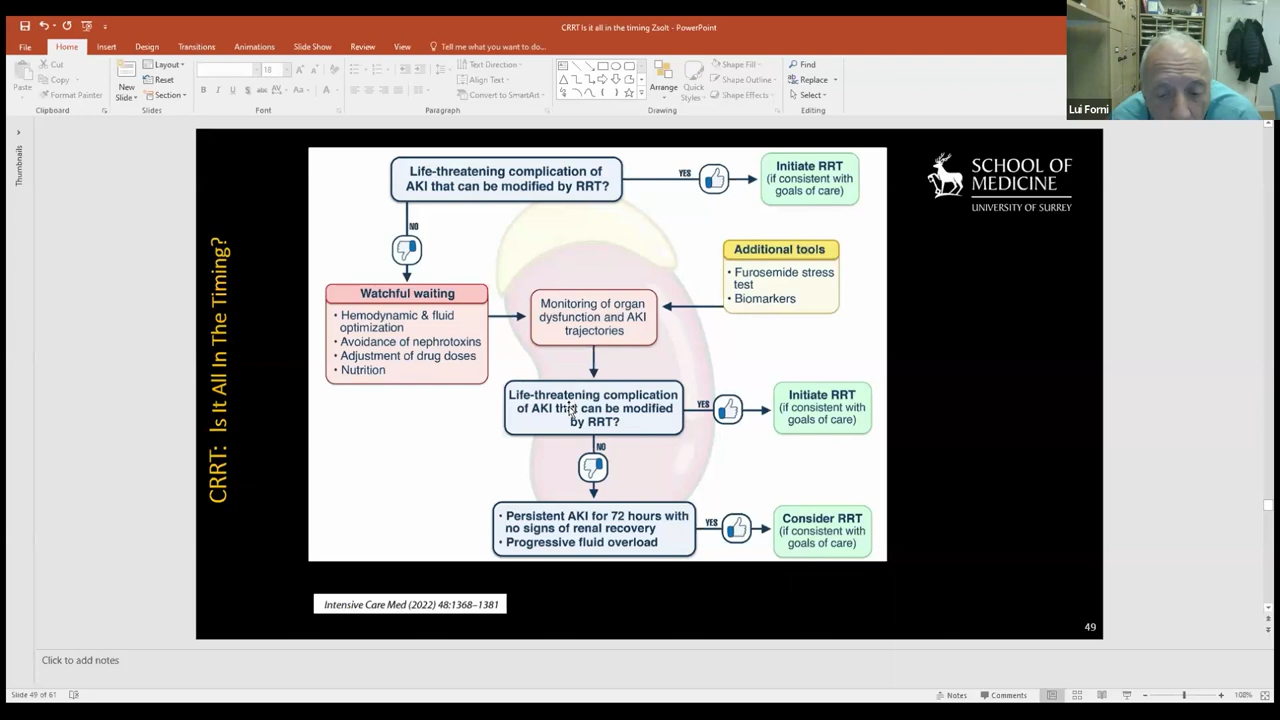 CRRT Is it all in the timing Zsolt - PowerPoint
File Home Insert Design Transitions Animations Slide Show Review View Tell me what you want to do...
Paste
Cut
Copy
Format Painter
Clipboard
New Slide
Layout
Reset
Section
Slides
18
Font
Paragraph
Text Direction
Align Text
Convert to SmartArt
Arrange
Quick Styles
Shape Fill
Shape Outline
Shape Effects
Drawing
Find
Replace
Select
Editing
Lui Forni
Thumbnails
CRRT: Is It All In The Timing?
SCHOOL OF
MEDICINE
UNIVERSITY OF SURREY
Life-threatening complication of
AKI that can be modified by RRT?
YES
Initiate RRT
(if consistent with
goals of care)
NO
Watchful waiting
• Hemodynamic & fluid
optimization
• Avoidance of nephrotoxins
• Adjustment of drug doses
• Nutrition
Monitoring of organ
dysfunction and AKI
trajectories
Additional tools
• Furosemide stress
test
• Biomarkers
Life-threatening complication
of AKI that can be modified
by RRT?
YES
Initiate RRT
(if consistent with
goals of care)
NO
• Persistent AKI for 72 hours with
no signs of renal recovery
• Progressive fluid overload
YES
Consider RRT
(if consistent with
goals of care)
Intensive Care Med (2022) 48:1368–1381
49
Click to add notes
Slide 49 of 61
Notes
Comments
108%